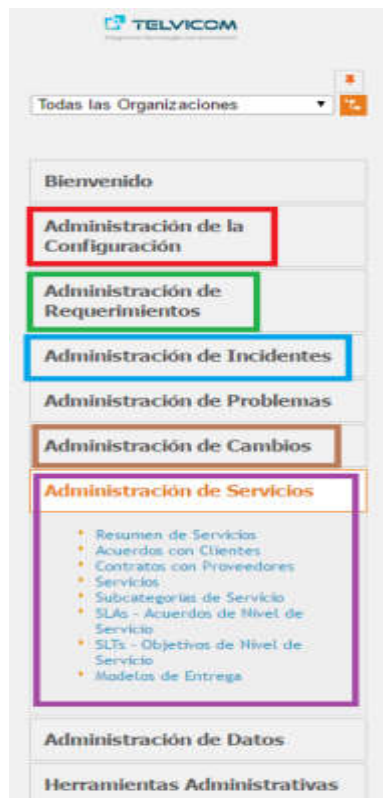 TELVICOM
Todas las Organizaciones
Bienvenido
Administración de la
Configuración
Administración de
Requerimientos
Administración de Incidentes
Administración de Problemas
Administración de Cambios
Administración de Servicios
Resumen de Servicios
Acuerdos con Clientes
Contratos con Proveedores
Servicios
Subcategorías de Servicio
SLAs - Acuerdos de Nivel de
Servicio
SLTs - Objetivos de Nivel de
Servicio
Modelos de Entrega
Administración de Datos
Herramientas Administrativas